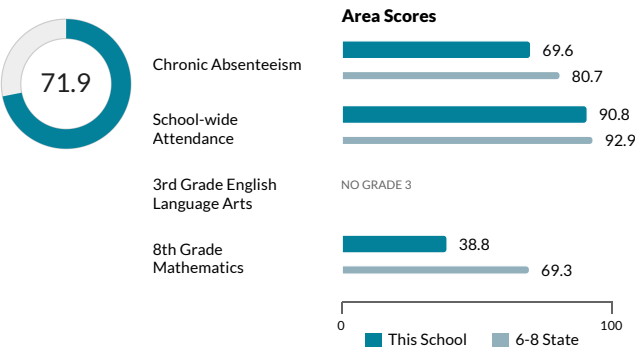 Area Scores
71.9
Chronic Absenteeism
69.6
80.7
School-wide
Attendance
90.8
92.9
3rd Grade English
Language Arts
NO GRADE 3
8th Grade
Mathematics
38.8
69.3
0
100
This School
6-8 State